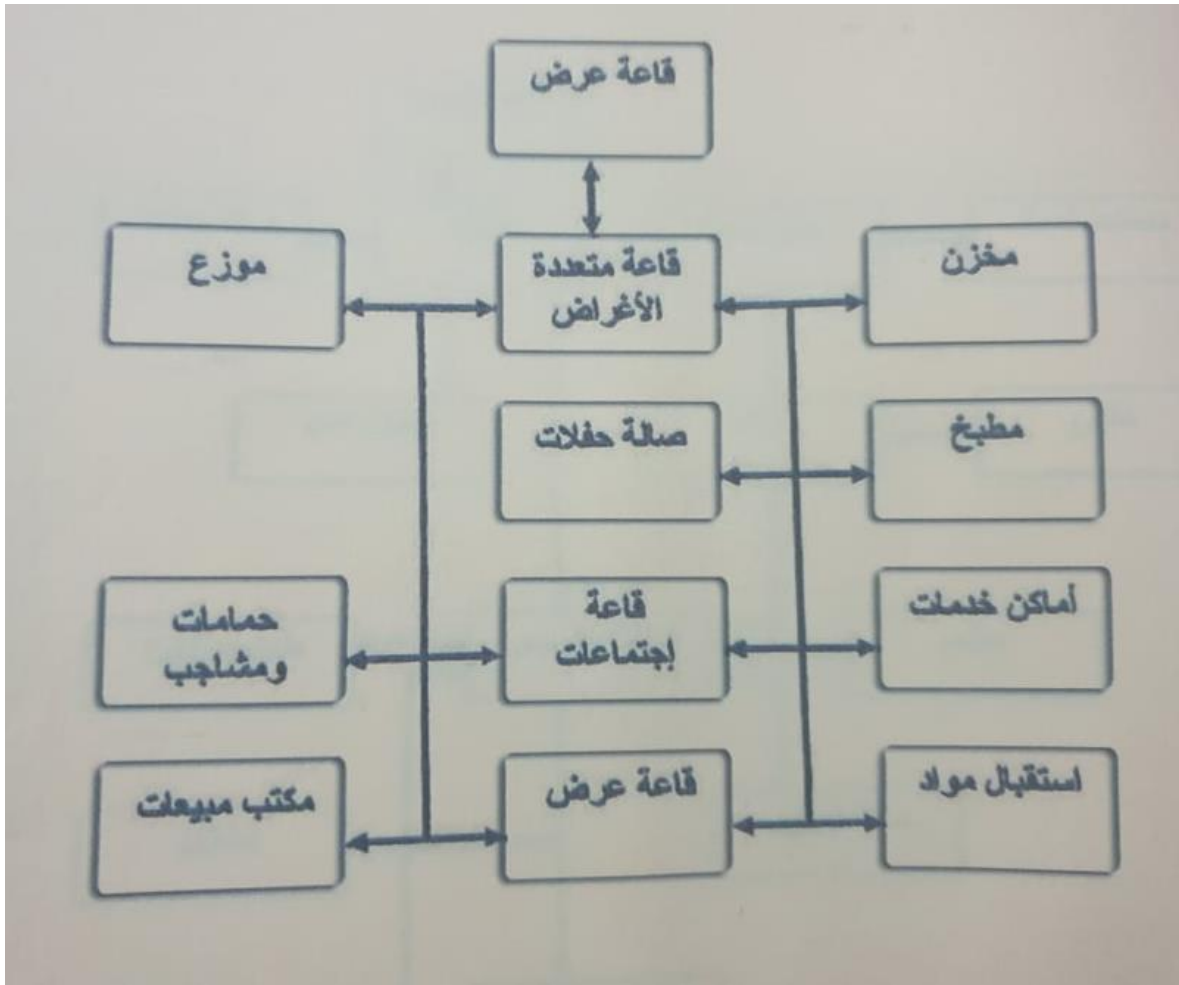 قاعة عرض
مخزن
قاعة متعددة
الأغراض
موزع
مطبخ
صالة حفلات
أماكن خدمات
قاعة
إجتماعات
حمامات
ومشاجب
استقبال مواد
قاعة عرض
مكتب مبيعات